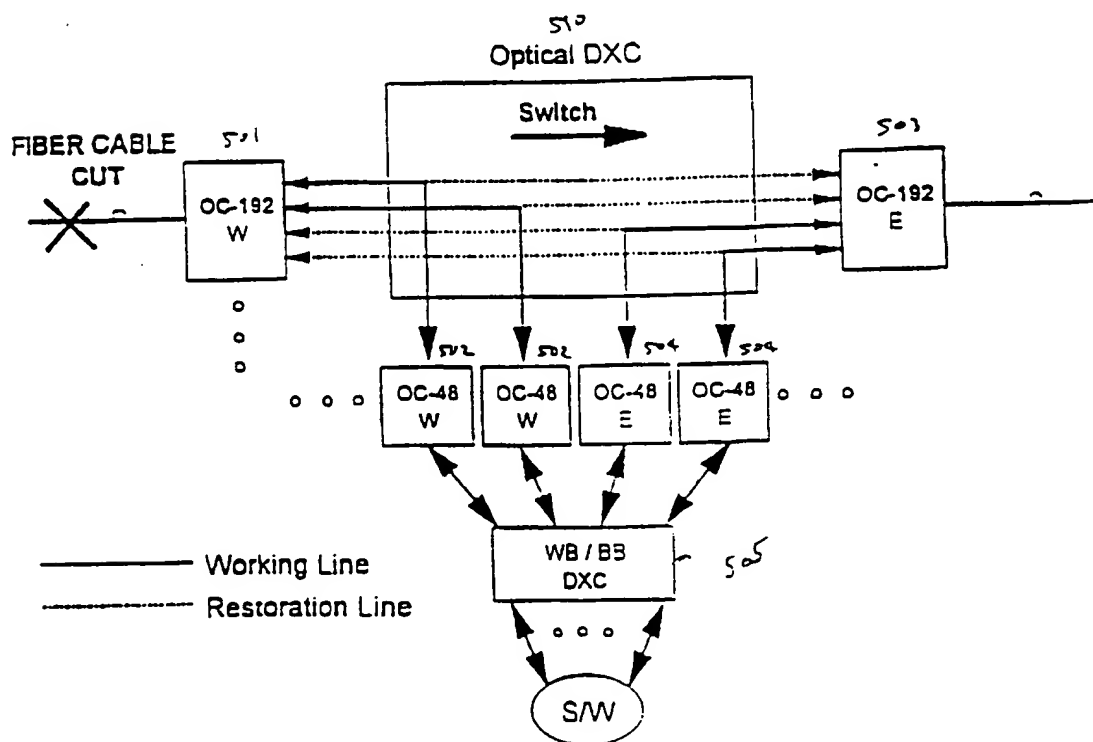 510
Optical DXC
Switch
FIBER CABLE
CUT
501
503
OC-192
W
OC-192
E
502
502
504
504
OC-48
W
OC-48
W
OC-48
E
OC-48
E
WB / BB
DXC
505
Working Line
Restoration Line
S/W